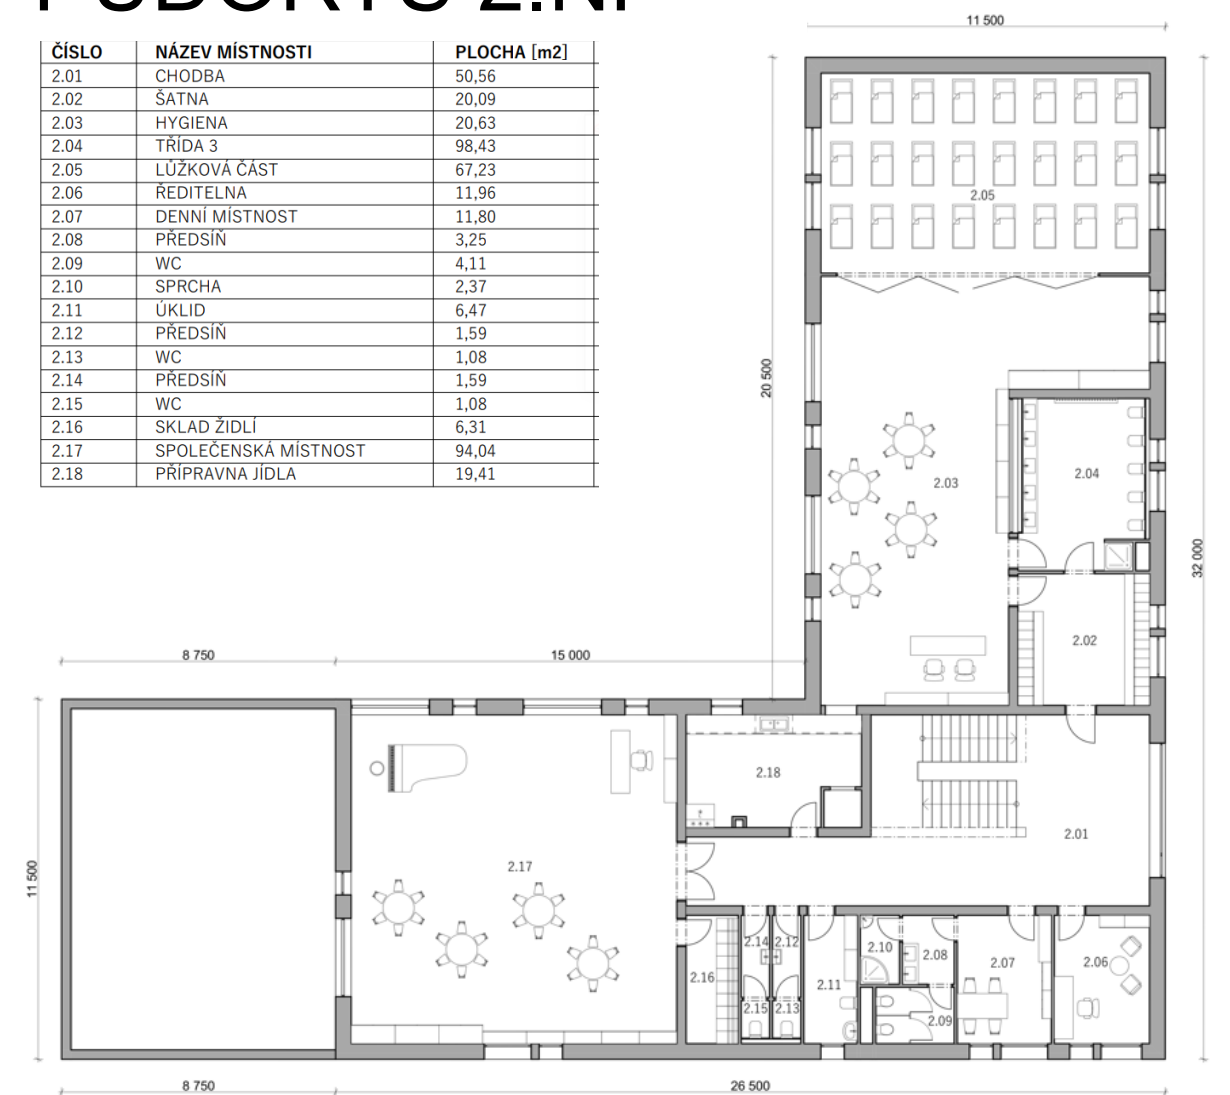 PŮDORYS 2.NP
11 500
ČÍSLO NÁZEV MÍSTNOSTI PLOCHA [m2]
2.01 CHODBA 50,56
2.02 ŠATNA 20,09
2.03 HYGIENA 20,63
2.04 TŘÍDA 3 98,43
2.05 LŮŽKOVÁ ČÁST 67,23
2.06 ŘEDITELNA 11,96
2.07 DENNÍ MÍSTNOST 11,80
2.08 PŘEDSÍŇ 3,25
2.09 WC 4,11
2.10 SPRCHA 2,37
2.11 ÚKLID 6,47
2.12 PŘEDSÍŇ 1,59
2.13 WC 1,08
2.14 PŘEDSÍŇ 1,59
2.15 WC 1,08
2.16 SKLAD ŽIDLÍ 6,31
2.17 SPOLEČENSKÁ MÍSTNOST 94,04
2.18 PŘÍPRAVNA JÍDLA 19,41
2.05
20 500
2.03
2.04
32 000
2.02
8 750
15 000
2.18
2.01
11 500
2.17
2.14
2.12
2.10
2.08
2.07
2.06
2.16
2.11
2.15
2.13
2.09
8 750
26 500